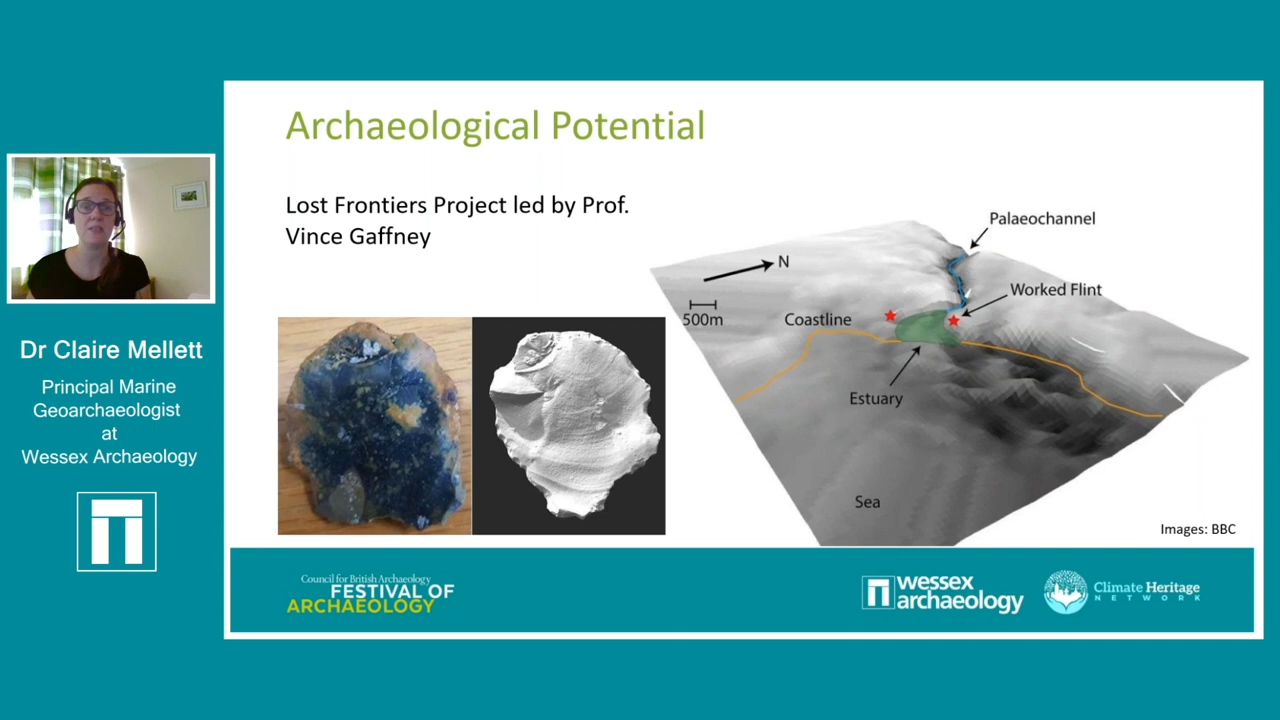 Archaeological Potential
Lost Frontiers Project led by Prof.
Vince Gaffney
Dr Claire Mellett
Principal Marine
Geoarchaeologist
at
Wessex Archaeology
Palaeochannel
N
Worked Flint
500m
Coastline
Estuary
Sea
Images: BBC
Council for British Archaeology
FESTIVAL OF
ARCHAEOLOGY
wessex
archaeology
Climate Heritage
NETWORK